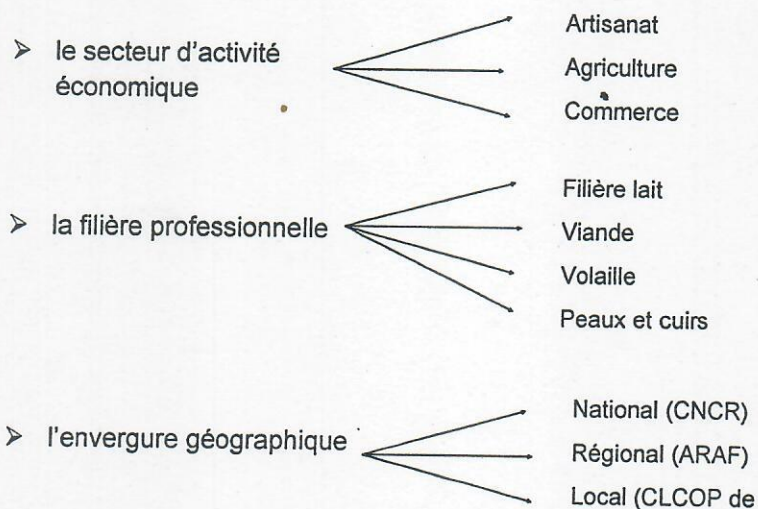 ➢ le secteur d'activité
économique
Artisanat
Agriculture
Commerce
➢ la filière professionnelle
Filière lait
Viande
Volaille
Peaux et cuirs
➢ l'envergure géographique
National (CNCR)
Régional (ARAF)
Local (CLCOP de